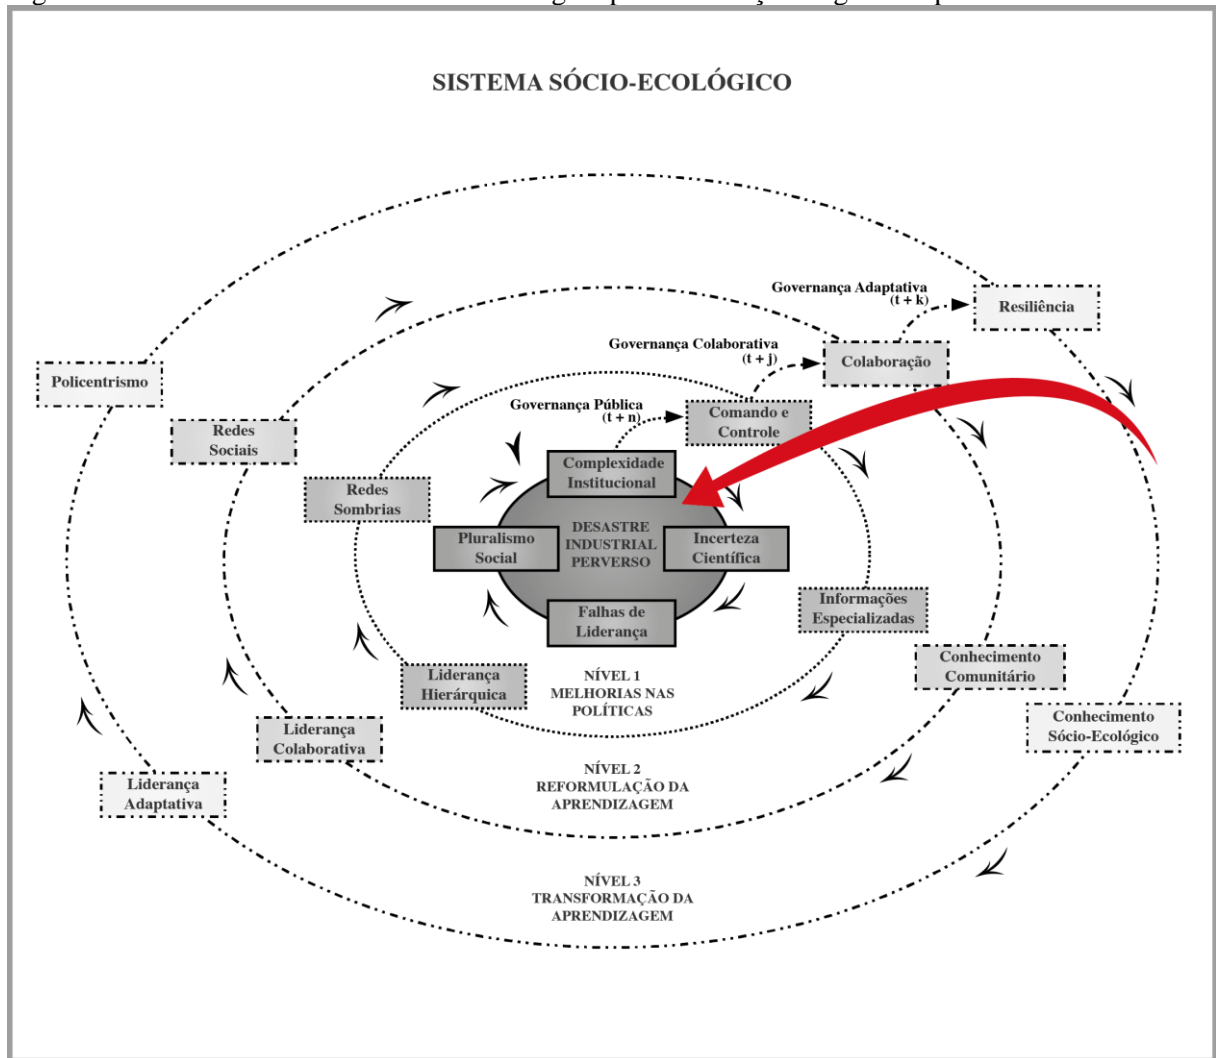 SISTEMA SÓCIO-ECOLÓGICO
Governança Adaptativa
(t + k)
Resiliência
Governança Colaborativa
(t + j)
Colaboração
Policentrismo
Governança Pública
(t + n)
Comando e
Controle
Redes
Sociais
Complexidade
Institucional
Redes
Sombrias
DESASTRE
INDUSTRIAL
PERVERSO
Pluralismo
Social
Incerteza
Científica
Falhas de
Liderança
Informações
Especializadas
Liderança
Hierárquica
NÍVEL 1
MELHORIAS NAS
POLÍTICAS
Conhecimento
Comunitário
Liderança
Colaborativa
Conhecimento
Sócio-Ecológico
NÍVEL 2
REFORMULAÇÃO DA
APRENDIZAGEM
Liderança
Adaptativa
NÍVEL 3
TRANSFORMAÇÃO DA
APRENDIZAGEM